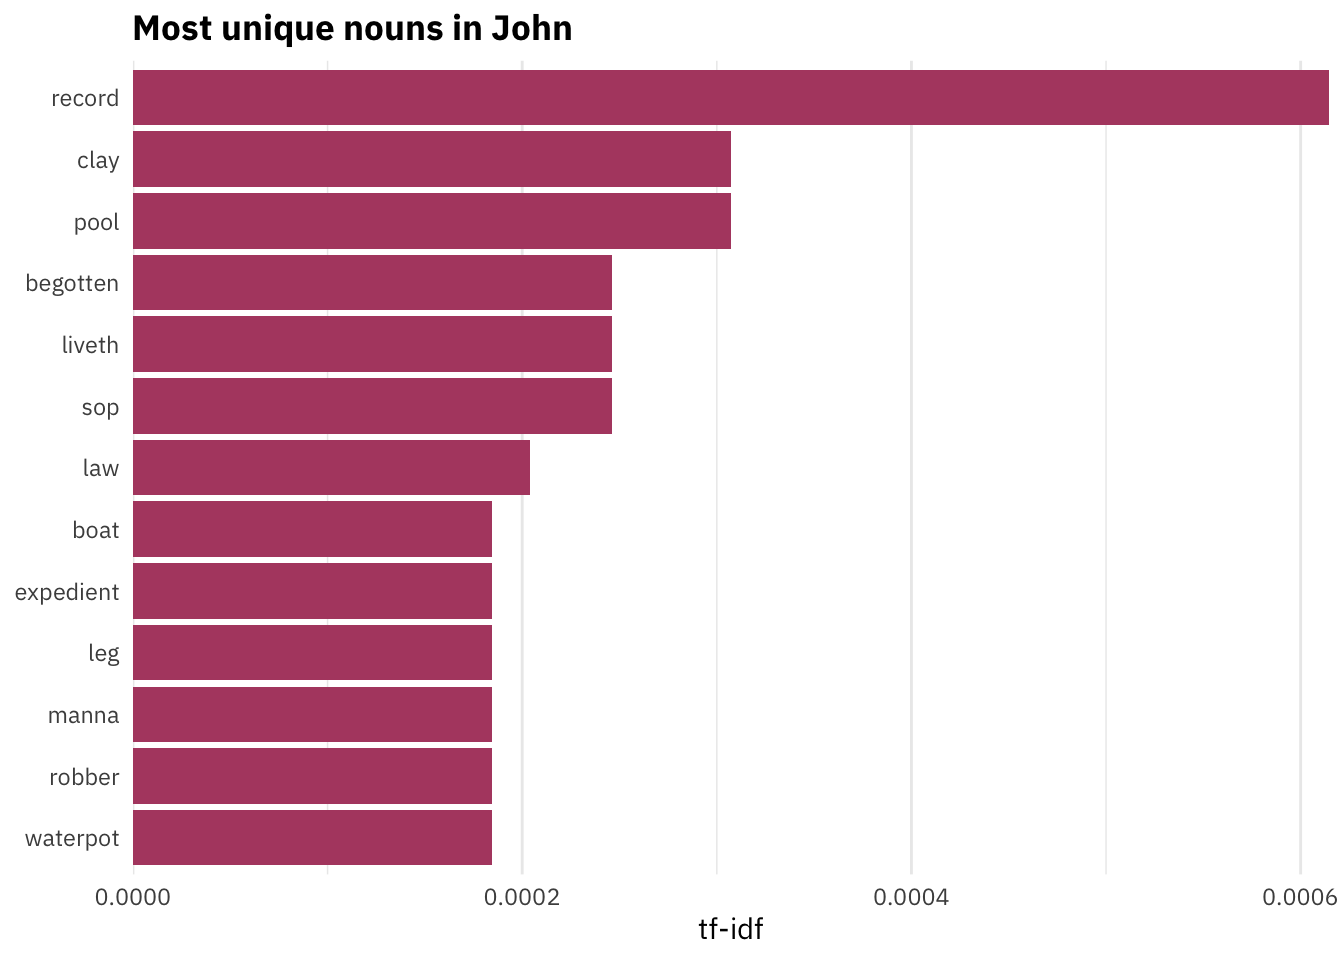 Most unique nouns in John
record
clay
pool
begotten
liveth
sop
law
boat
expedient
leg
manna
robber
waterpot
0.0000 0.0002 0.0004 0.0006
tf-idf